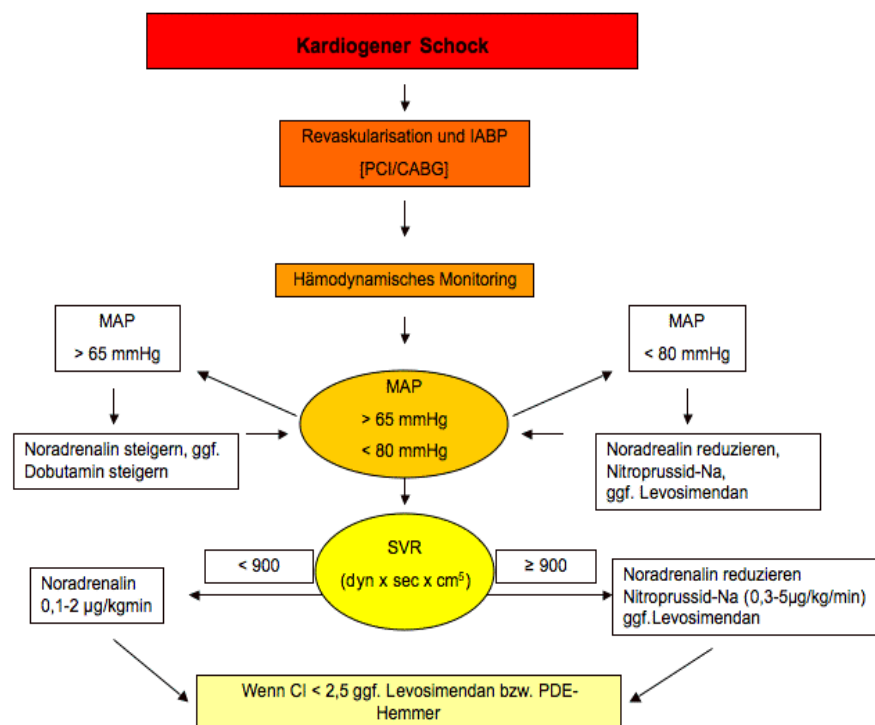 Kardiogener Schock
Revaskularisation und IABP
[PCI/CABG]
Hämodynamisches Monitoring
MAP
> 65 mmHg
MAP
< 80 mmHg
MAP
> 65 mmHg
< 80 mmHg
Noradrenalin steigern, ggf.
Dobutamin steigern
Noradrealin reduzieren,
Nitroprussid-Na,
ggf. Levosimendan
SVR
(dyn x sec x cm⁵)
< 900
≥ 900
Noradrenalin
0,1-2 µg/kgmin
Noradrenalin reduzieren
Nitroprussid-Na (0,3-5µg/kg/min)
ggf.Levosimendan
Wenn CI < 2,5 ggf. Levosimendan bzw. PDE-
Hemmer